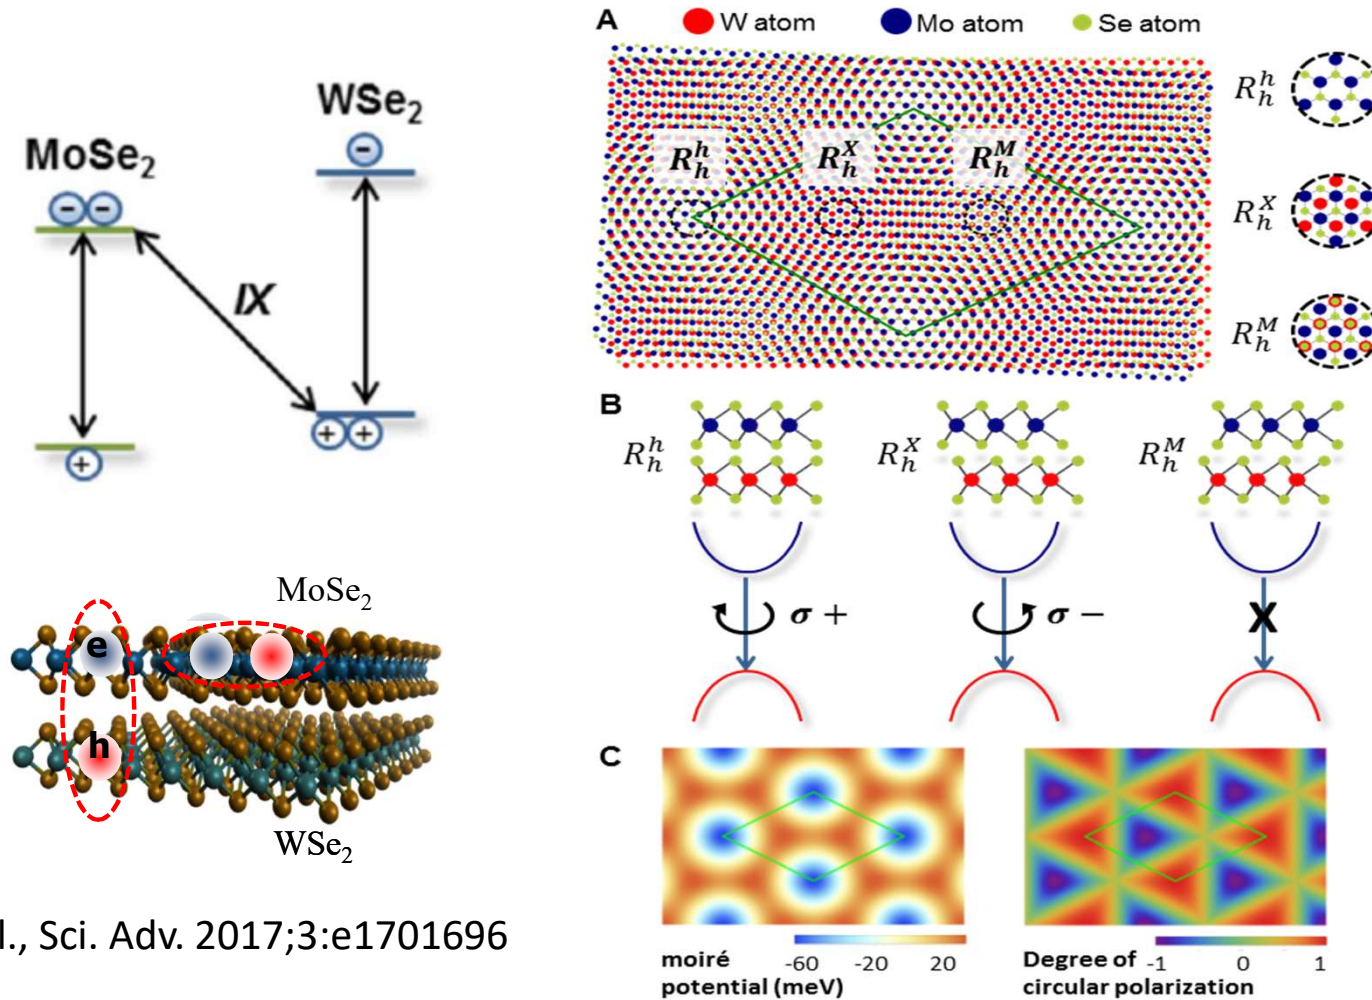 WSe2
MoSe2
IX
MoSe2
e
h
WSe2
l., Sci. Adv. 2017;3:e1701696
A
W atom
Mo atom
Se atom
R_h^h
R_h^X
R_h^M
R_h^h
R_h^X
R_h^M
B
R_h^h
R_h^X
R_h^M
σ +
σ −
X
C
-60 -20 20
moiré
potential (meV)
-1 0 1
Degree of
circular polarization